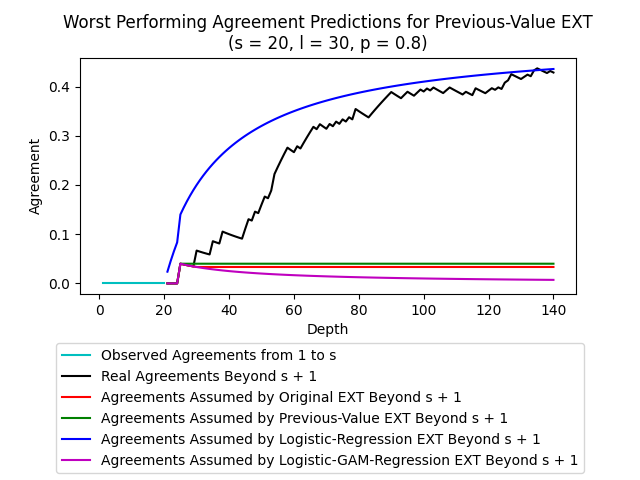 Worst Performing Agreement Predictions for Previous-Value EXT
(s = 20, l = 30, p = 0.8)
Agreement
0.4
0.3
0.2
0.1
0.0
0
20
40
60
80
100
120
140
Depth
Observed Agreements from 1 to s
Real Agreements Beyond s + 1
Agreements Assumed by Original EXT Beyond s + 1
Agreements Assumed by Previous-Value EXT Beyond s + 1
Agreements Assumed by Logistic-Regression EXT Beyond s + 1
Agreements Assumed by Logistic-GAM-Regression EXT Beyond s + 1